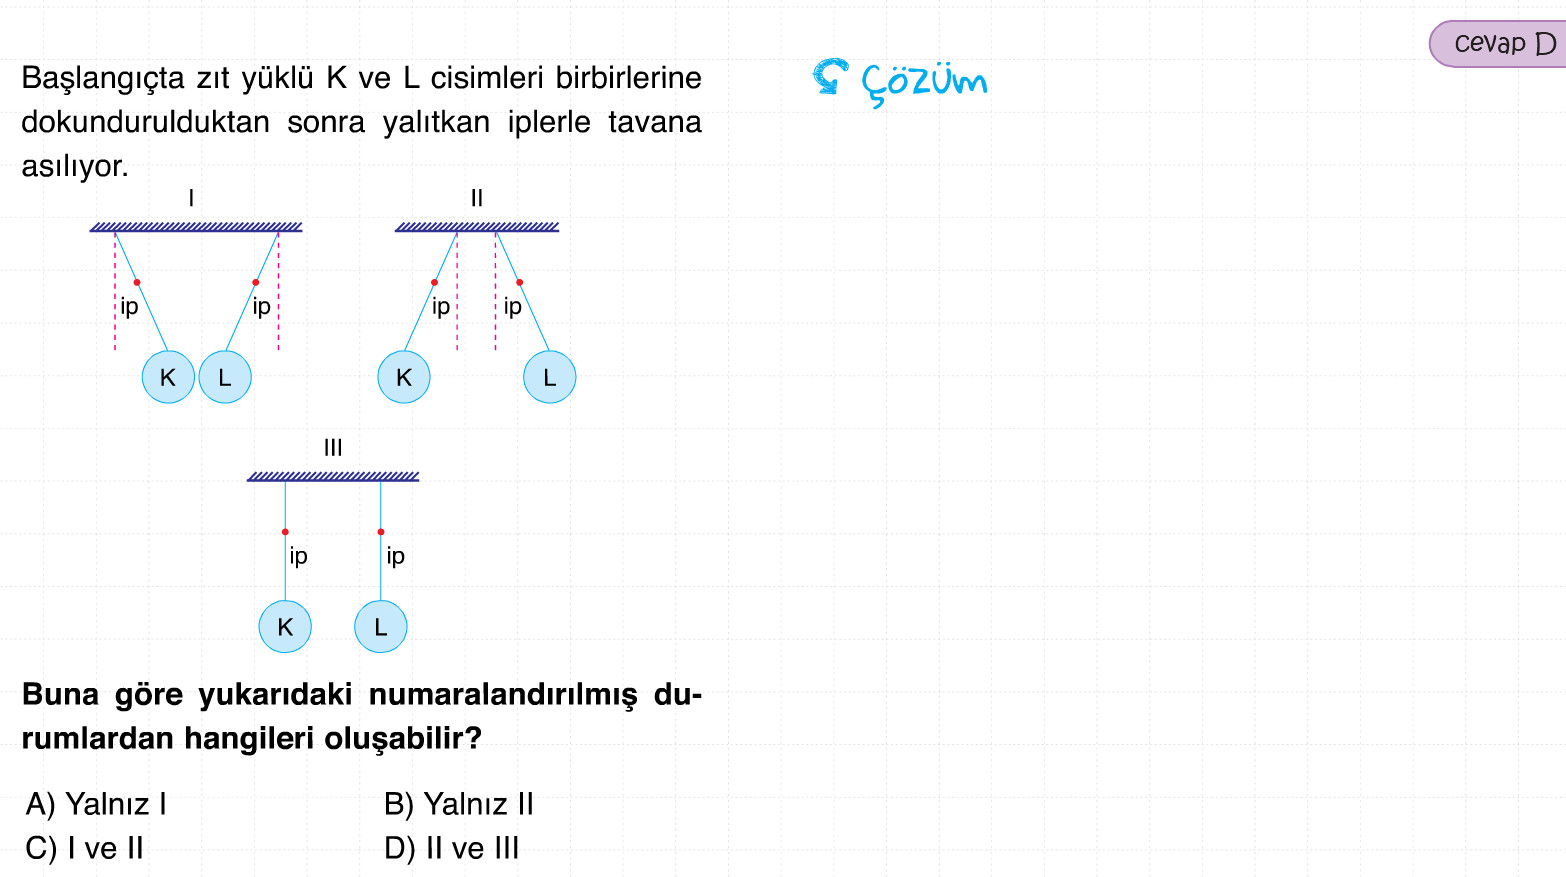 Cevap D
Başlangıçta zıt yüklü K ve L cisimleri birbirlerine
dokundurulduktan sonra yalıtkan iplerle tavana
asılıyor.
Çözüm
I
II
ip
ip
ip
ip
K
L
K
L
III
ip
ip
K
L
Buna göre yukarıdaki numaralandırılmış du-
rumlardan hangileri oluşabilir?
A) Yalnız I
B) Yalnız II
C) I ve II
D) II ve III